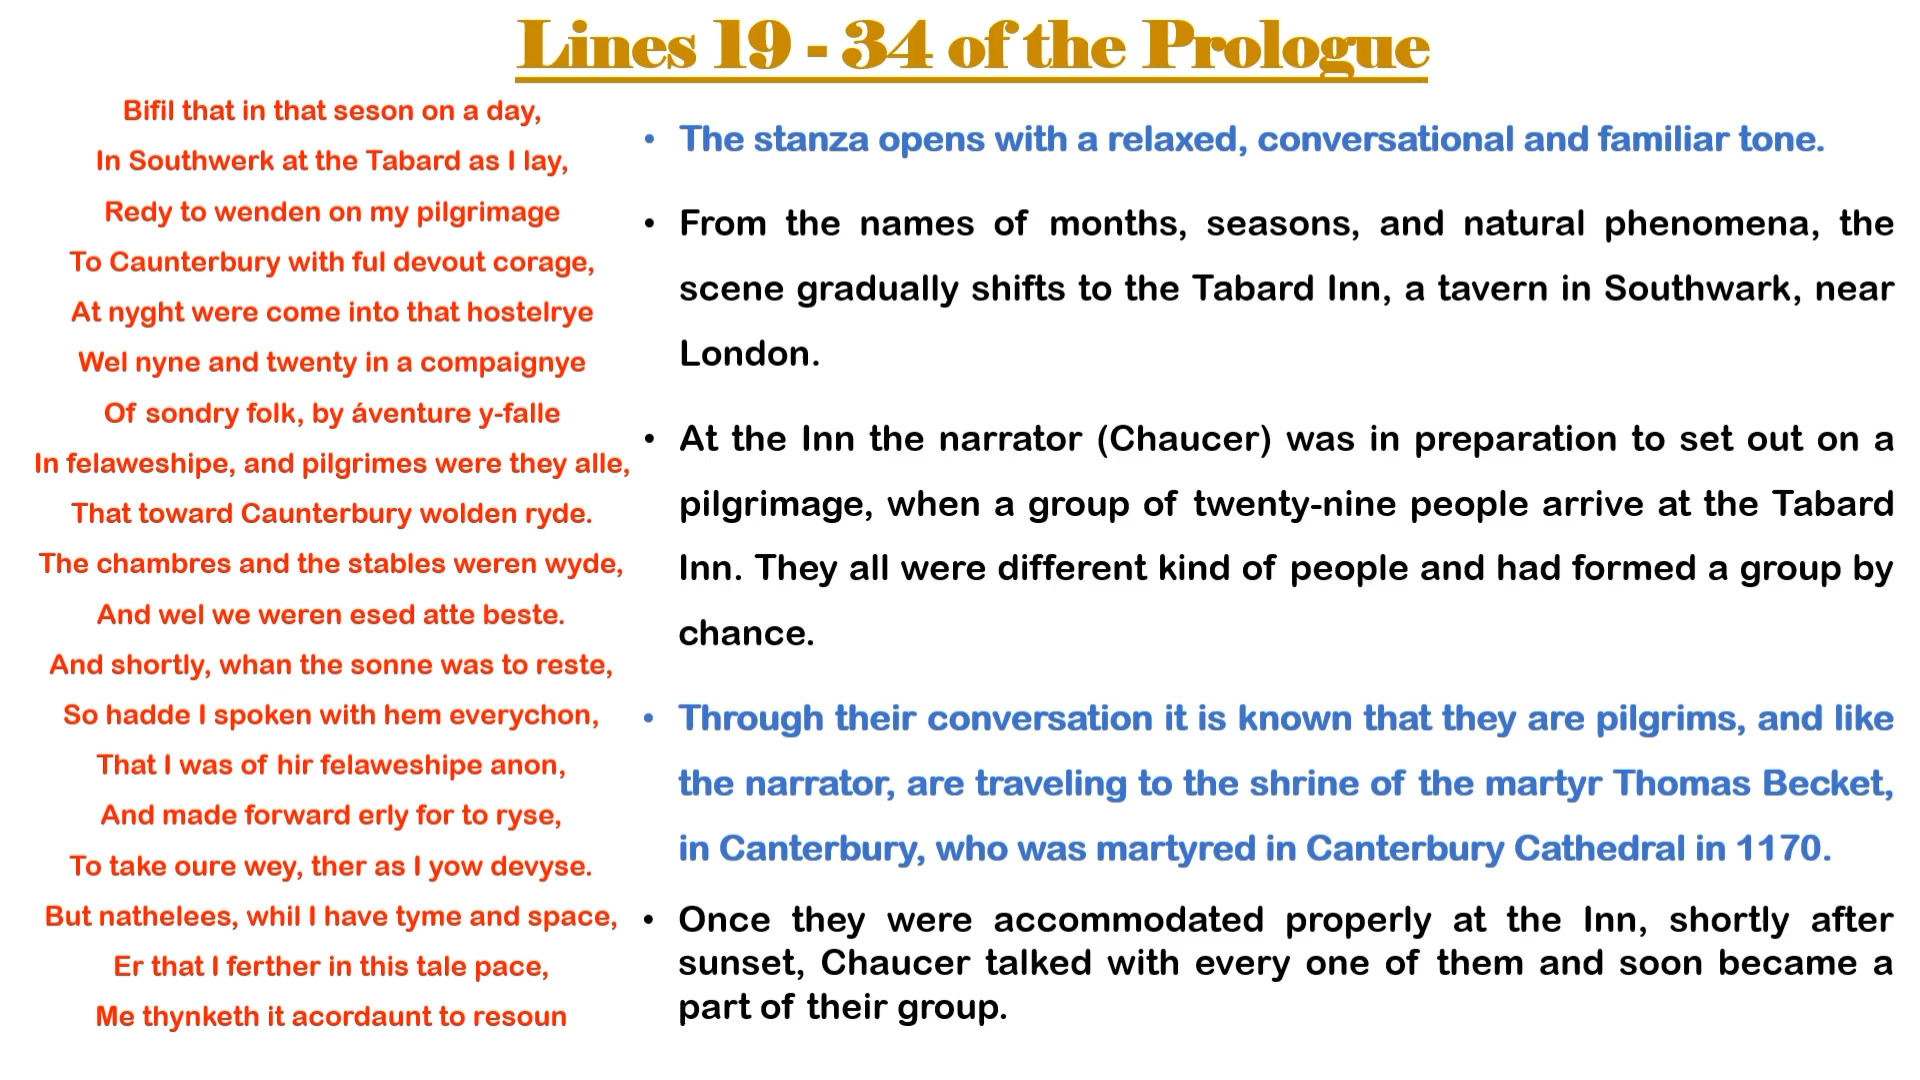 Lines 19 - 34 of the Prologue
Bifil that in that seson on a day,
In Southwerk at the Tabard as I lay,
Redy to wenden on my pilgrimage
To Caunterbury with ful devout corage,
At nyght were come into that hostelrye
Wel nyne and twenty in a compaignye
Of sondry folk, by áventure y-falle
In felaweshipe, and pilgrimes were they alle,
That toward Caunterbury wolden ryde.
The chambres and the stables weren wyde,
And wel we weren esed atte beste.
And shortly, whan the sonne was to reste,
So hadde I spoken with hem everychon,
That I was of hir felaweshipe anon,
And made forward erly for to ryse,
To take oure wey, ther as I yow devyse.
But nathelees, whil I have tyme and space,
Er that I ferther in this tale pace,
Me thynketh it acordaunt to resoun
• The stanza opens with a relaxed, conversational and familiar tone.
• From the names of months, seasons, and natural phenomena, the
scene gradually shifts to the Tabard Inn, a tavern in Southwark, near
London.
• At the Inn the narrator (Chaucer) was in preparation to set out on a
pilgrimage, when a group of twenty-nine people arrive at the Tabard
Inn. They all were different kind of people and had formed a group by
chance.
• Through their conversation it is known that they are pilgrims, and like
the narrator, are traveling to the shrine of the martyr Thomas Becket,
in Canterbury, who was martyred in Canterbury Cathedral in 1170.
• Once they were accommodated properly at the Inn, shortly after
sunset, Chaucer talked with every one of them and soon became a
part of their group.